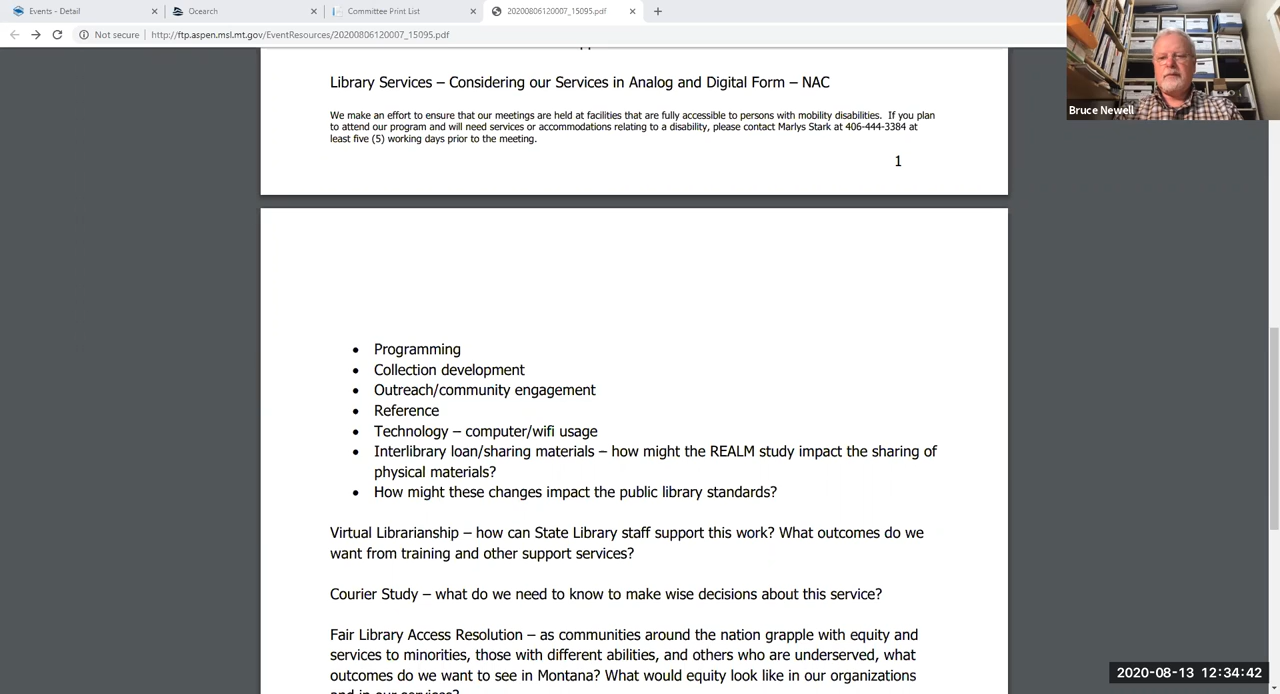 Events - Detail
Ocearch
Committee Print List
20200806120007_15095.pdf
Not secure
http://ftp.aspen.msl.mt.gov/EventResources/20200806120007_15095.pdf
Bruce Newell
Library Services – Considering our Services in Analog and Digital Form – NAC
We make an effort to ensure that our meetings are held at facilities that are fully accessible to persons with mobility disabilities.  If you plan
to attend our program and will need services or accommodations relating to a disability, please contact Marlys Stark at 406-444-3384 at
least five (5) working days prior to the meeting.
1
• Programming
• Collection development
• Outreach/community engagement
• Reference
• Technology – computer/wifi usage
• Interlibrary loan/sharing materials – how might the REALM study impact the sharing of
physical materials?
• How might these changes impact the public library standards?
Virtual Librarianship – how can State Library staff support this work? What outcomes do we
want from training and other support services?
Courier Study – what do we need to know to make wise decisions about this service?
Fair Library Access Resolution – as communities around the nation grapple with equity and
services to minorities, those with different abilities, and others who are underserved, what
outcomes do we want to see in Montana? What would equity look like in our organizations
and in our services?
2020-08-13 12:34:42